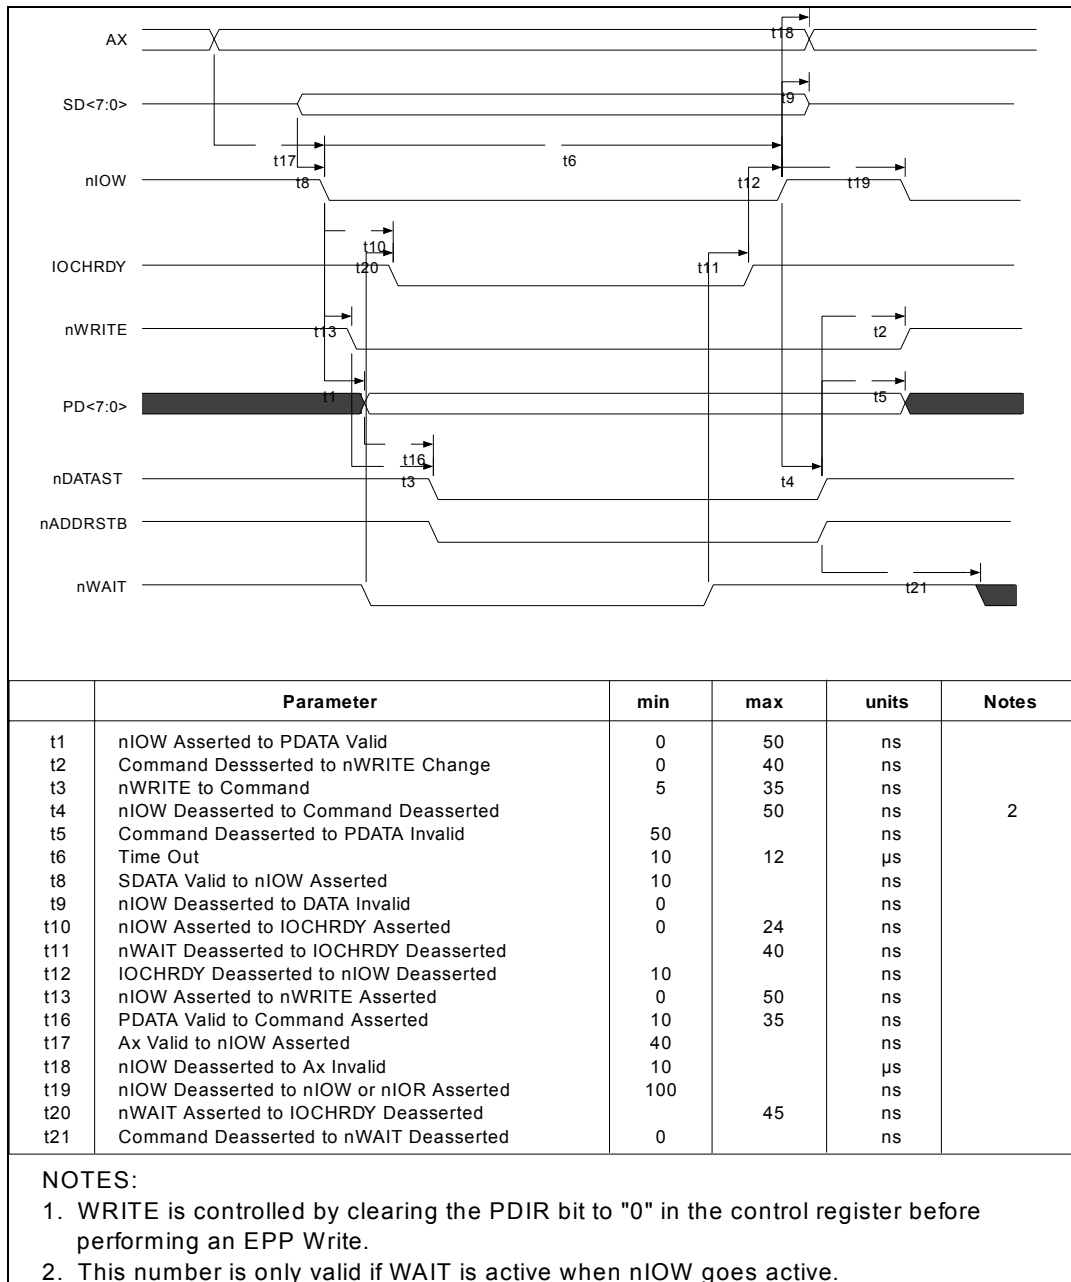 AX
t18
SD<7:0>
t9
t17
t6
nIOW
t8
t12
t19
t10
IOCHRDY
t20
t11
nWRITE
t13
t2
PD<7:0>
t1
t5
t16
nDATAST
t3
t4
nADDRSTB
nWAIT
t21
Parameter min max units Notes
t1 nIOW Asserted to PDATA Valid 0 50 ns
t2 Command Dessserted to nWRITE Change 0 40 ns
t3 nWRITE to Command 5 35 ns
t4 nIOW Deasserted to Command Deasserted 50 ns 2
t5 Command Deasserted to PDATA Invalid 50 ns
t6 Time Out 10 12 µs
t8 SDATA Valid to nIOW Asserted 10 ns
t9 nIOW Deasserted to DATA Invalid 0 ns
t10 nIOW Asserted to IOCHRDY Asserted 0 24 ns
t11 nWAIT Deasserted to IOCHRDY Deasserted 40 ns
t12 IOCHRDY Deasserted to nIOW Deasserted 10 ns
t13 nIOW Asserted to nWRITE Asserted 0 50 ns
t16 PDATA Valid to Command Asserted 10 35 ns
t17 Ax Valid to nIOW Asserted 40 ns
t18 nIOW Deasserted to Ax Invalid 10 µs
t19 nIOW Deasserted to nIOW or nIOR Asserted 100 ns
t20 nWAIT Asserted to IOCHRDY Deasserted 45 ns
t21 Command Deasserted to nWAIT Deasserted 0 ns
NOTES:
1. WRITE is controlled by clearing the PDIR bit to "0" in the control register before
performing an EPP Write.
2. This number is only valid if WAIT is active when nIOW goes active.